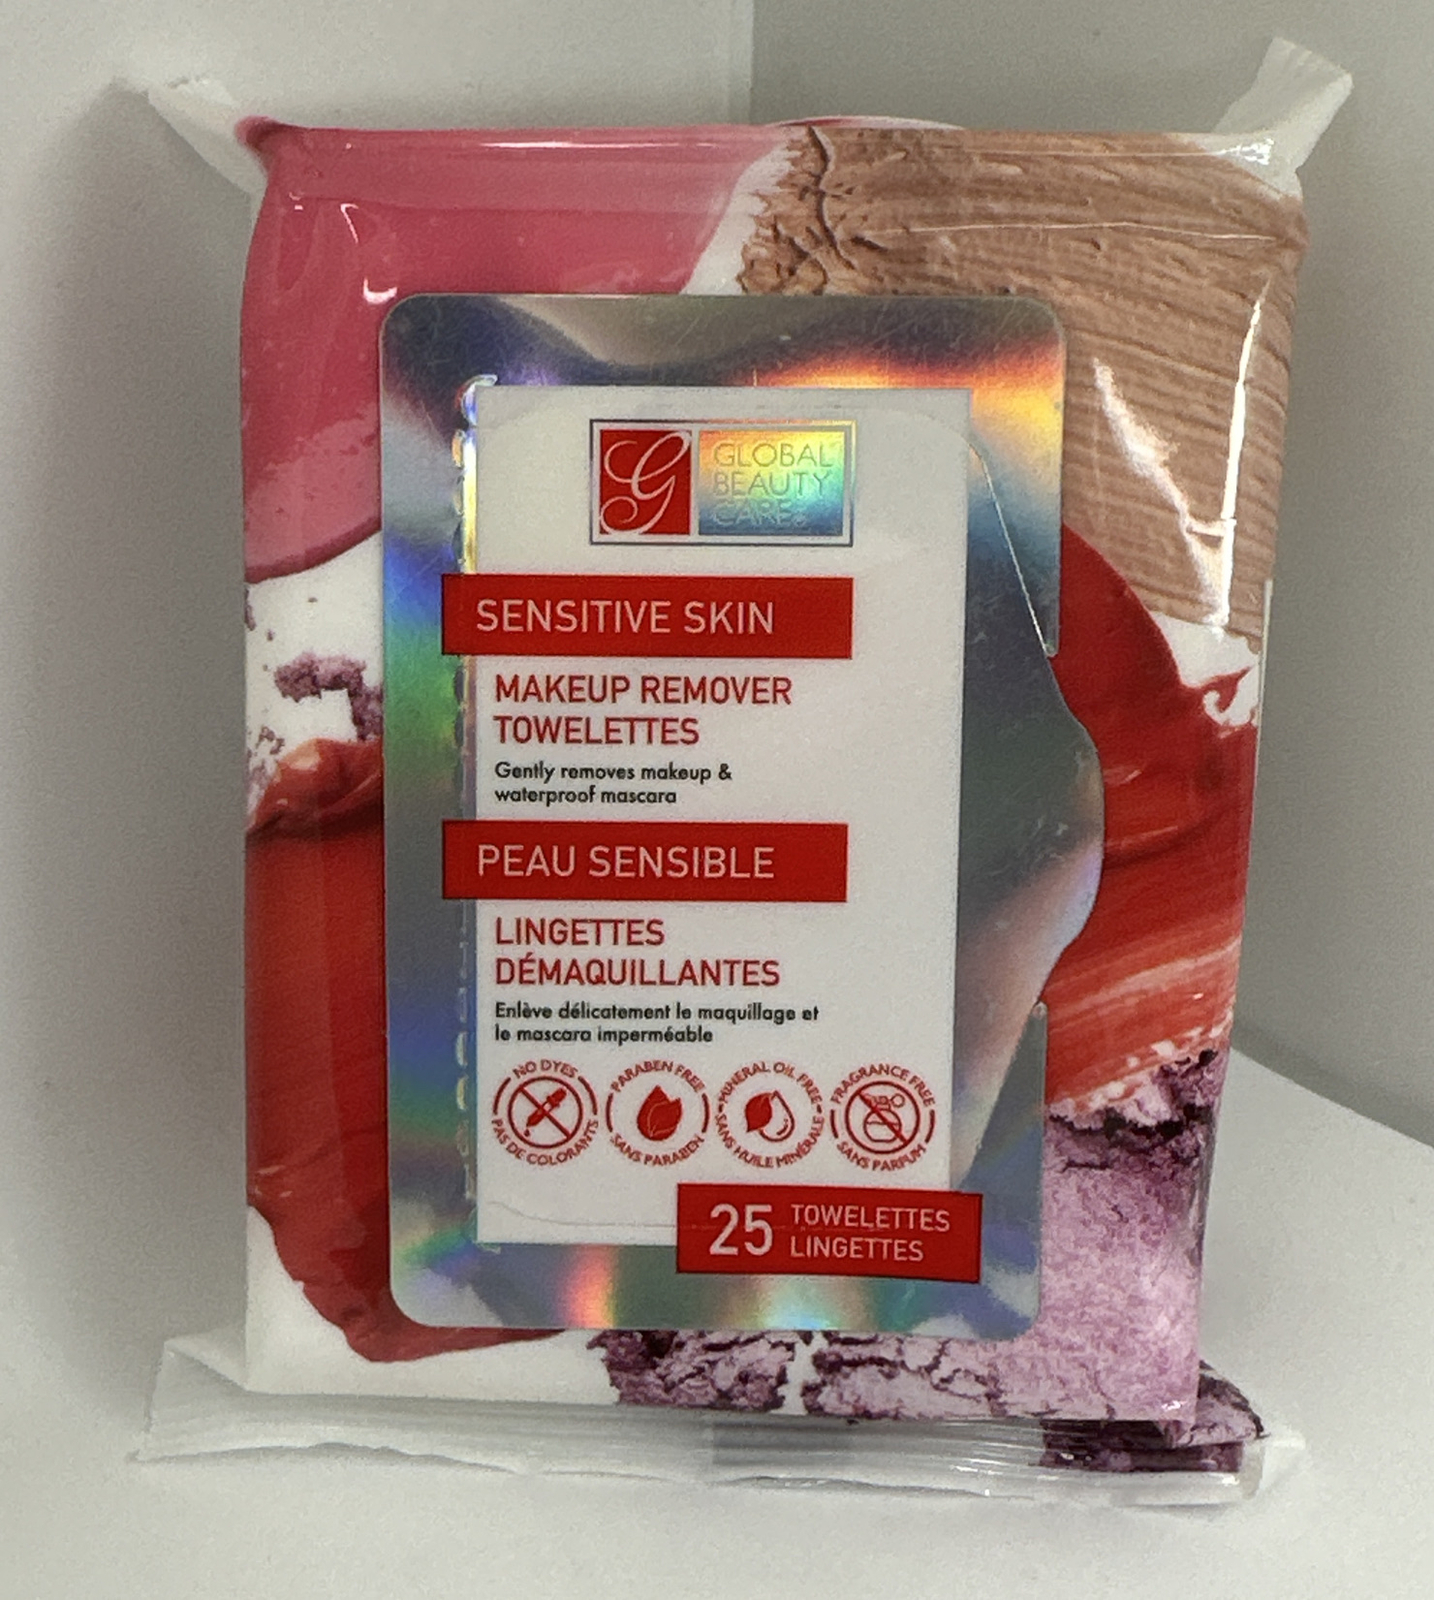 G
GLOBAL
BEAUTY
CARE
SENSITIVE SKIN
MAKEUP REMOVER
TOWELETTES
Gently removes makeup &
waterproof mascara
PEAU SENSIBLE
LINGETTES
DÉMAQUILLANTES
Enlève délicatement le maquillage et
le mascara imperméable
NO DYES
PAS DE COLORANTS
PARABEN FREE
SANS PARABEN
MINERAL OIL FREE
SANS HUILE MINÉRALE
FRAGRANCE FREE
SANS PARFUM
25 TOWELETTES
LINGETTES